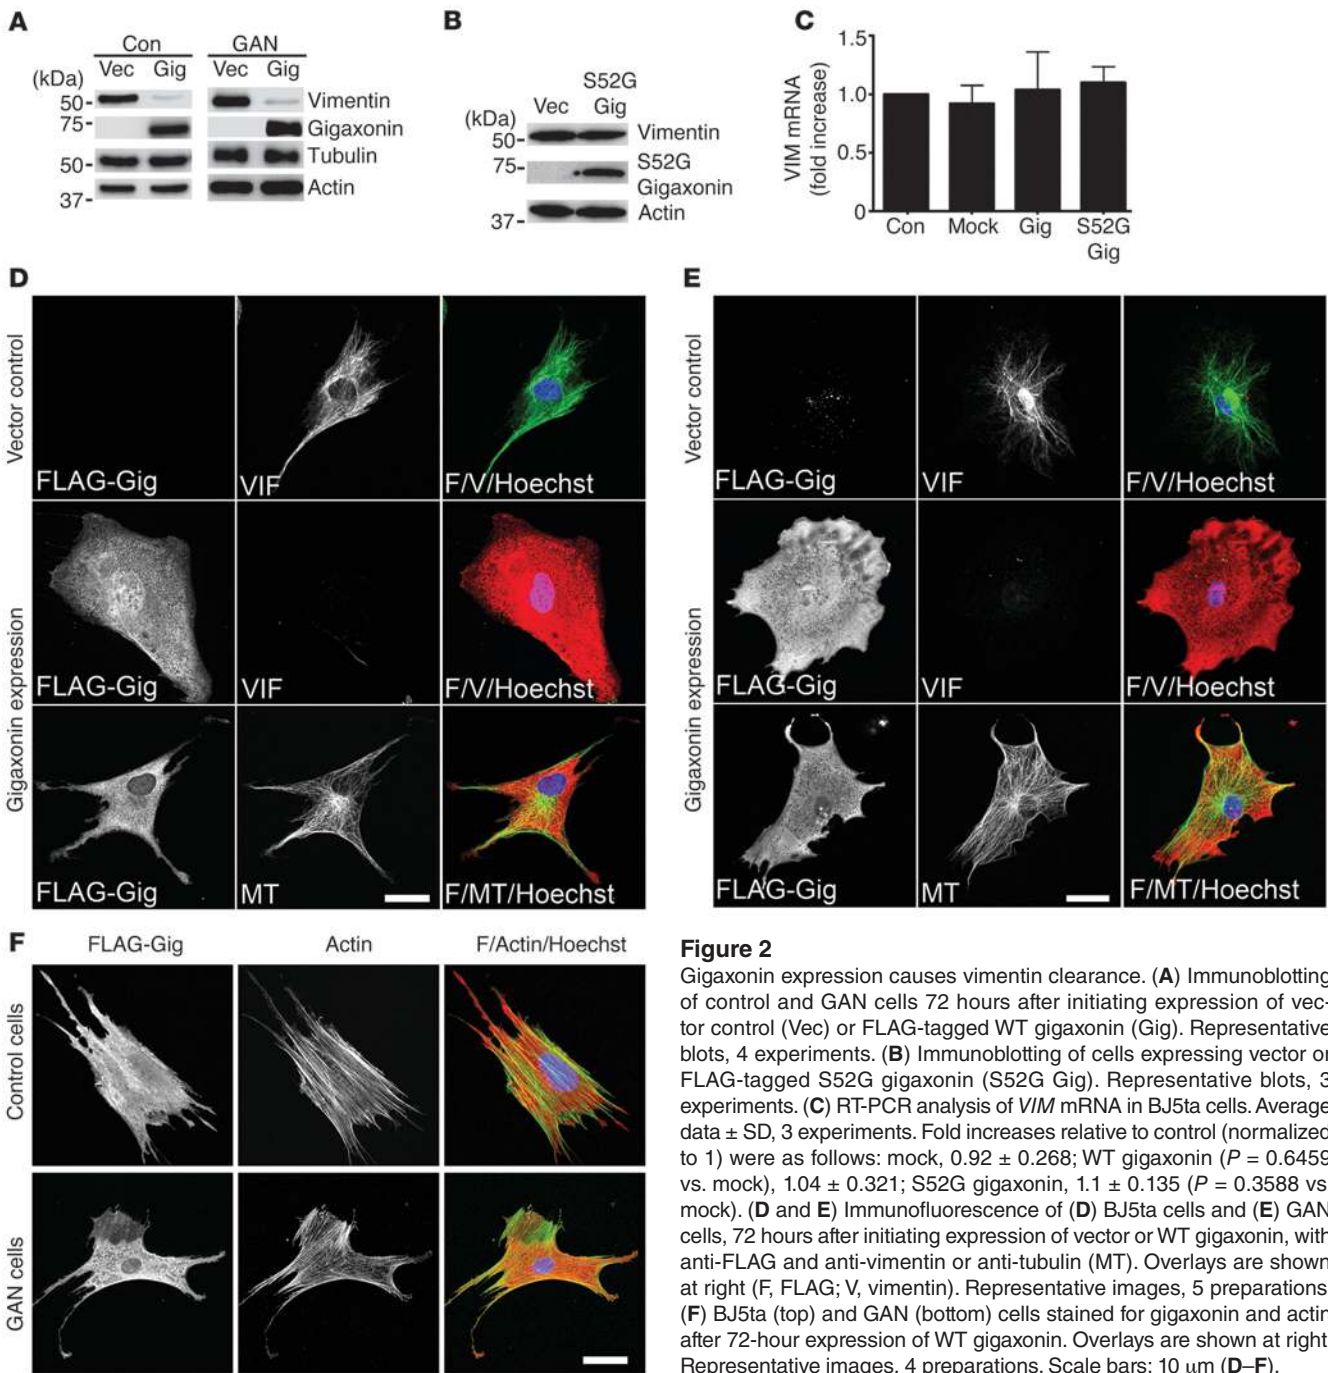 A
Con
GAN
(kDa)
Vec Gig
Vec Gig
50-
Vimentin
75-
Gigaxonin
50-
Tubulin
37-
Actin
B
S52G
Vec Gig
(kDa)
50-
Vimentin
75-
S52G
Gigaxonin
37-
Actin
C
VIM mRNA
(fold increase)
1.5
1.0
0.5
0
Con Mock Gig S52G
Gig
D
Vector control
FLAG-Gig VIF F/V/Hoechst
Gigaxonin expression
FLAG-Gig VIF F/V/Hoechst
FLAG-Gig MT F/MT/Hoechst
E
Vector control
FLAG-Gig VIF F/V/Hoechst
Gigaxonin expression
FLAG-Gig VIF F/V/Hoechst
FLAG-Gig MT F/MT/Hoechst
F
FLAG-Gig Actin F/Actin/Hoechst
Control cells
GAN cells
Figure 2
Gigaxonin expression causes vimentin clearance. (A) Immunoblotting
of control and GAN cells 72 hours after initiating expression of vec-
tor control (Vec) or FLAG-tagged WT gigaxonin (Gig). Representative
blots, 4 experiments. (B) Immunoblotting of cells expressing vector or
FLAG-tagged S52G gigaxonin (S52G Gig). Representative blots, 3
experiments. (C) RT-PCR analysis of VIM mRNA in BJ5ta cells. Average
data ± SD, 3 experiments. Fold increases relative to control (normalized
to 1) were as follows: mock, 0.92 ± 0.268; WT gigaxonin (P = 0.6459
vs. mock), 1.04 ± 0.321; S52G gigaxonin, 1.1 ± 0.135 (P = 0.3588 vs
mock). (D and E) Immunofluorescence of (D) BJ5ta cells and (E) GAN
cells, 72 hours after initiating expression of vector or WT gigaxonin, with
anti-FLAG and anti-vimentin or anti-tubulin (MT). Overlays are shown
at right (F, FLAG; V, vimentin). Representative images, 5 preparations
(F) BJ5ta (top) and GAN (bottom) cells stained for gigaxonin and actin
after 72-hour expression of WT gigaxonin. Overlays are shown at right
Representative images, 4 preparations. Scale bars: 10 μm (D–F).